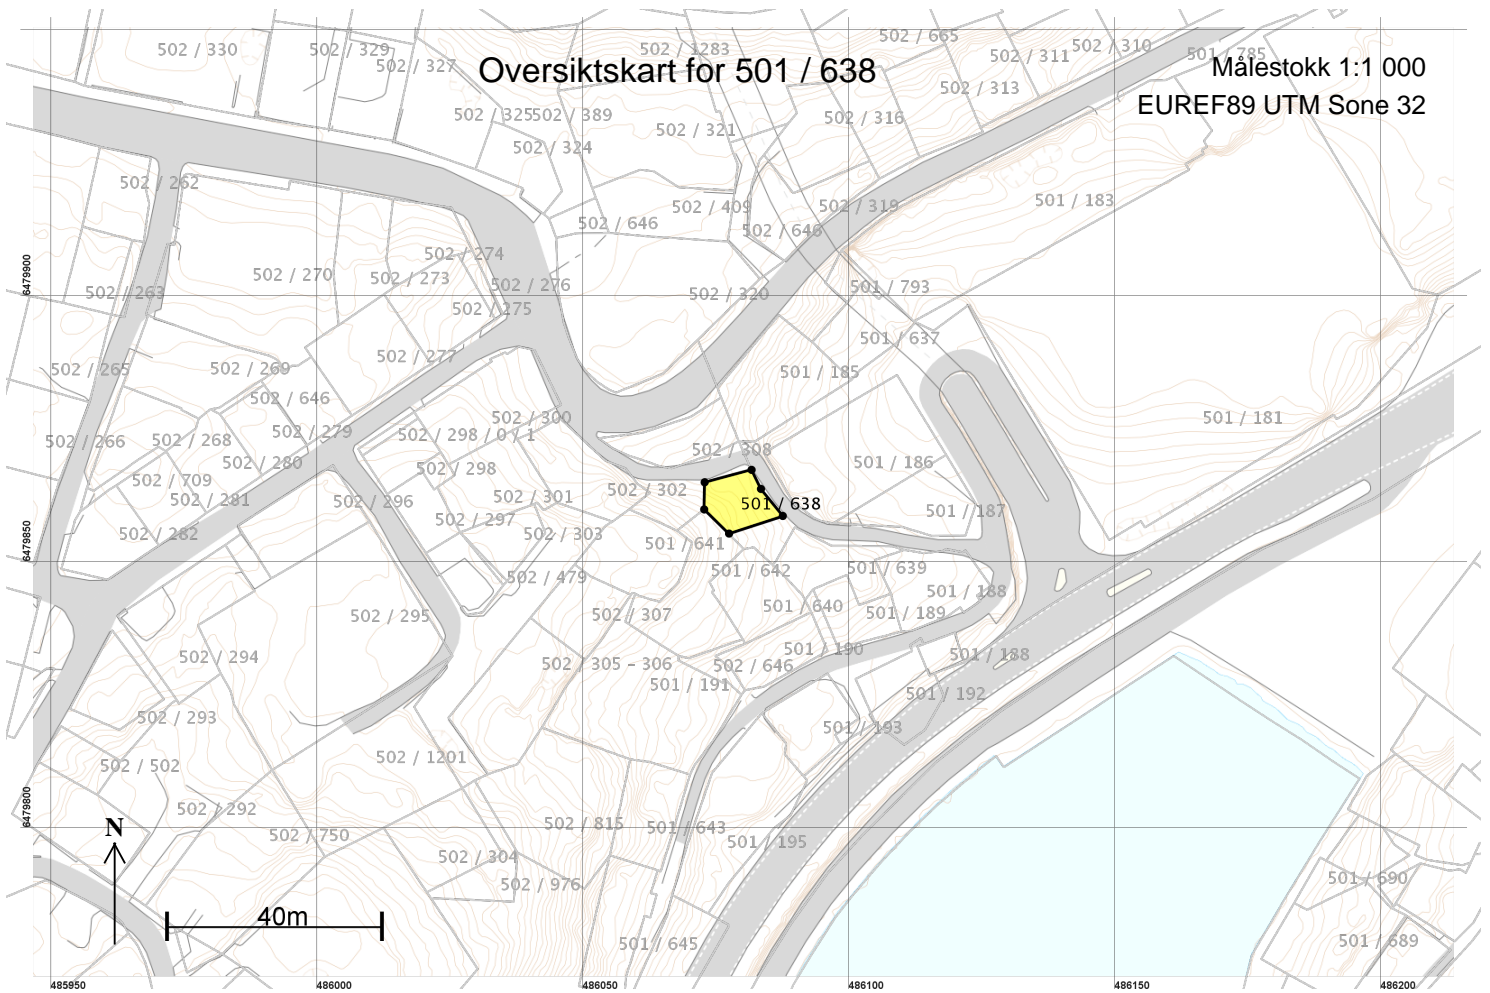 Oversiktskart for 501 / 638
Målestokk 1:1 000
EUREF89 UTM Sone 32
502 / 330
502 / 329
502 / 327
502 / 1283
502 / 665
502 / 311
502 / 310
501 / 785
502 / 313
502 / 325
502 / 389
502 / 316
502 / 321
502 / 324
502 / 262
501 / 183
502 / 409
502 / 319
502 / 646
502 / 646
502 / 274
6479900
502 / 270
502 / 273
502 / 276
502 / 263
502 / 320
501 / 793
502 / 275
501 / 637
502 / 277
502 / 265
502 / 269
501 / 185
502 / 646
502 / 300
501 / 181
502 / 279
502 / 298 / 0 / 1
502 / 266
502 / 268
502 / 308
502 / 280
501 / 186
502 / 298
502 / 709
502 / 302
502 / 301
502 / 281
502 / 296
501 / 638
501 / 187
502 / 297
502 / 282
502 / 303
6479850
501 / 641
501 / 642
501 / 639
502 / 479
501 / 188
501 / 640
501 / 189
502 / 295
502 / 307
501 / 190
501 / 188
502 / 294
502 / 305 – 306
502 / 646
501 / 191
501 / 192
502 / 293
501 / 193
502 / 1201
502 / 502
502 / 292
6479800
502 / 815
501 / 643
N
502 / 750
501 / 195
502 / 304
502 / 976
501 / 690
40m
501 / 645
501 / 689
485950
486000
486050
486100
486150
486200